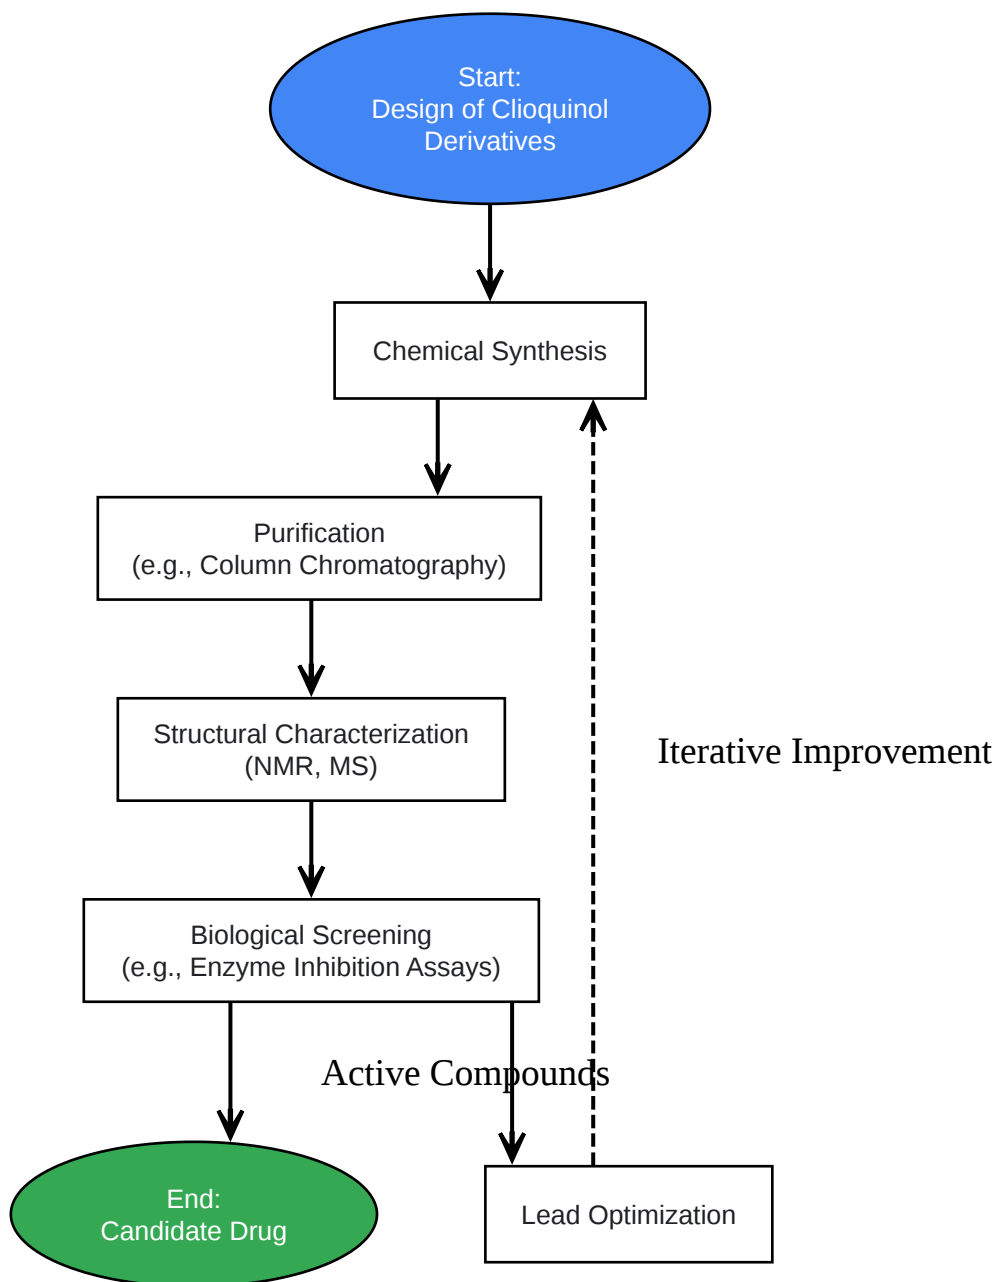 Start:
Design of Clioquinol
Derivatives
Chemical Synthesis
Purification
(e.g., Column Chromatography)
Structural Characterization
(NMR, MS)
Iterative Improvement
Biological Screening
(e.g., Enzyme Inhibition Assays)
Active Compounds
End:
Candidate Drug
Lead Optimization